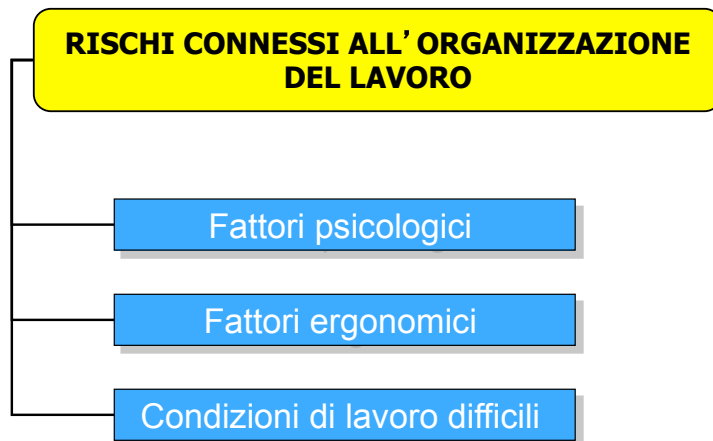 RISCHI CONNESSI ALL’ORGANIZZAZIONE
DEL LAVORO
Fattori psicologici
Fattori ergonomici
Condizioni di lavoro difficili